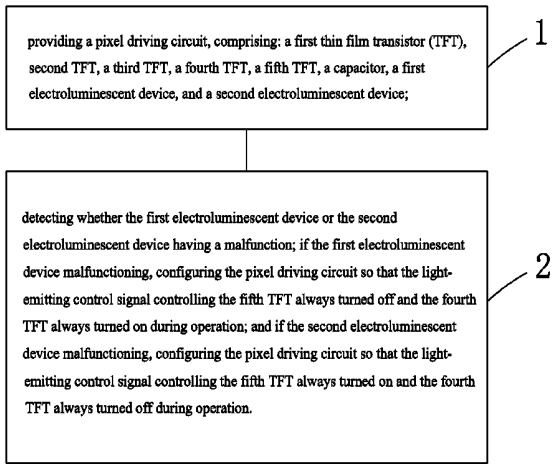 providing a pixel driving circuit, comprising: a first thin film transistor (TFT),
second TFT, a third TFT, a fourth TFT, a fifth TFT, a capacitor, a first
electroluminescent device, and a second electroluminescent device;
1
detecting whether the first electroluminescent device or the second
electroluminescent device having a malfunction; if the first electroluminescent
device malfunctioning, configuring the pixel driving circuit so that the light-
emitting control signal controlling the fifth TFT always turned off and the fourth
TFT always turned on during operation; and if the second electroluminescent
device malfunctioning, configuring the pixel driving circuit so that the light-
emitting control signal controlling the fifth TFT always turned on and the fourth
TFT always turned off during operation.
2